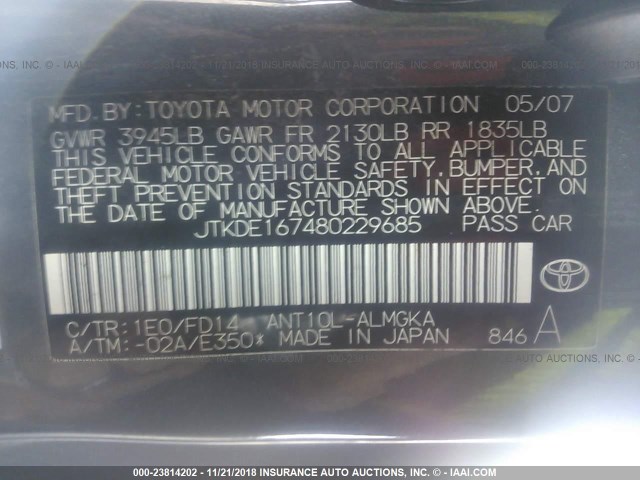 MFD.BY:TOYOTA MOTOR CORPORATION 05/07
GVWR 3945LB GAWR FR 2130LB RR 1835LB
THIS VEHICLE CONFORMS TO ALL APPLICABLE
FEDERAL MOTOR VEHICLE SAFETY,BUMPER,AND
THEFT PREVENTION STANDARDS IN EFFECT ON
THE DATE OF MANUFACTURE SHOWN ABOVE.
JTKDE167480229685 PASS CAR
C/TR:1E0/FD14 ANT10L-ALMGKA
A/TM:-02A/E350* MADE IN JAPAN 846 A
000-23814202 - 11/21/2018 INSURANCE AUTO AUCTIONS, INC. - © IAAI.COM